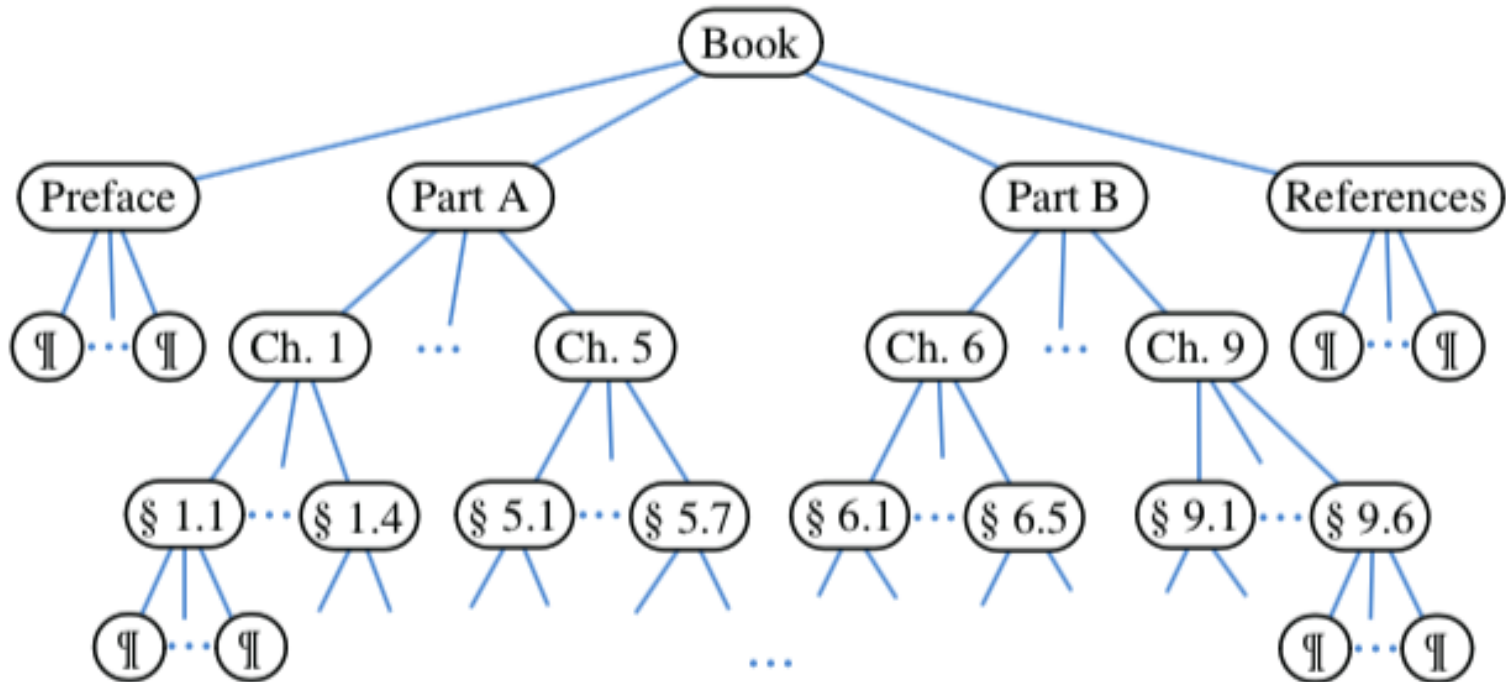 Book
Preface Part A Part B References
¶ ... ¶ Ch. 1 ... Ch. 5 Ch. 6 ... Ch. 9 ¶ ... ¶
§ 1.1 ... § 1.4 § 5.1 ... § 5.7 § 6.1 ... § 6.5 § 9.1 ... § 9.6
¶ ... ¶ ... ¶ ... ¶